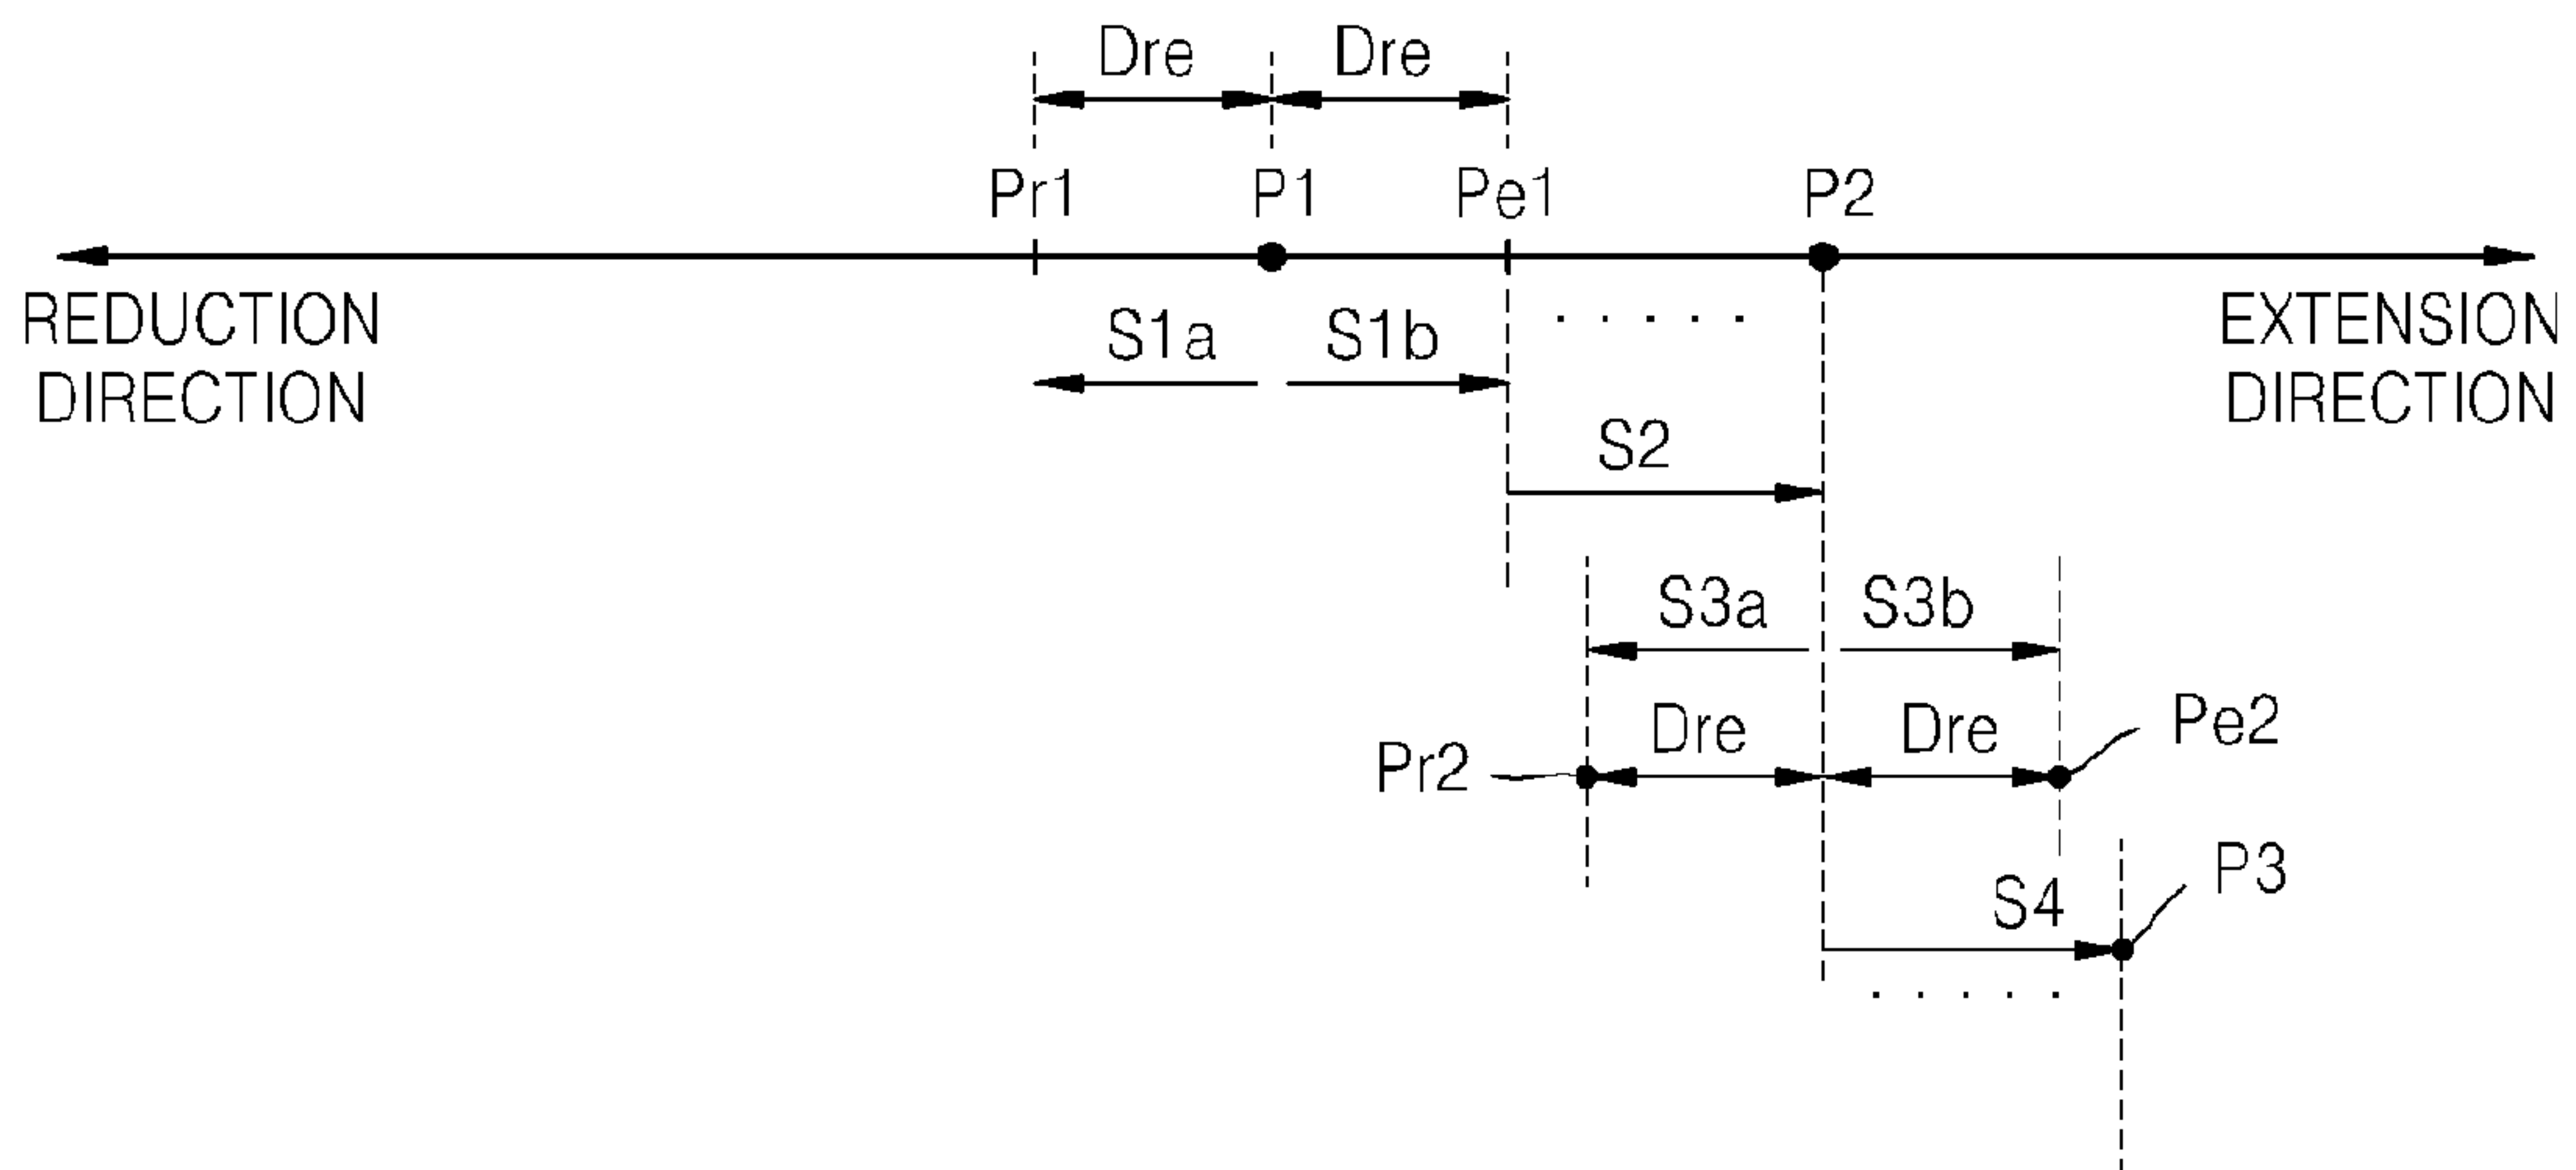 Dre Dre
Pr1 P1 Pe1 P2
REDUCTION
DIRECTION
EXTENSION
DIRECTION
S1a S1b
S2
S3a S3b
Dre Dre
Pr2
Pe2
S4
P3